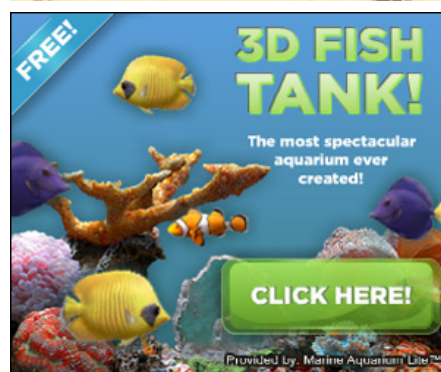 FREE!
3D FISH
TANK!
The most spectacular
aquarium ever
created!
CLICK HERE!
Provided by: Marine Aquarium Lite™